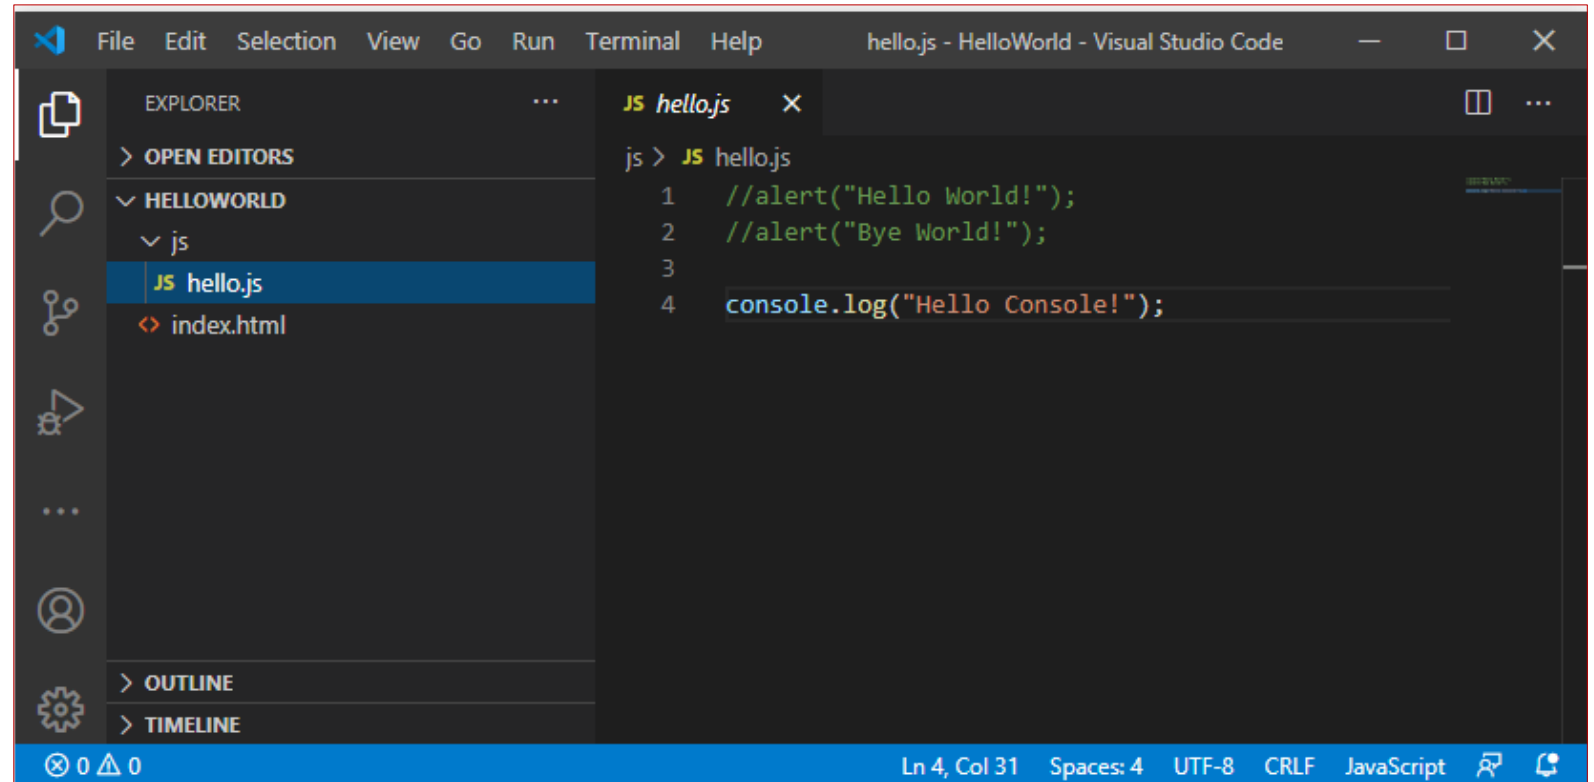 File Edit Selection View Go Run Terminal Help hello.js - HelloWorld - Visual Studio Code
EXPLORER
OPEN EDITORS
HELLOWORLD
js
JS hello.js
index.html
OUTLINE
TIMELINE
JS hello.js
js > JS hello.js
1 //alert("Hello World!");
2 //alert("Bye World!");
3
4 console.log("Hello Console!");
0 0 Ln 4, Col 31 Spaces: 4 UTF-8 CRLF JavaScript